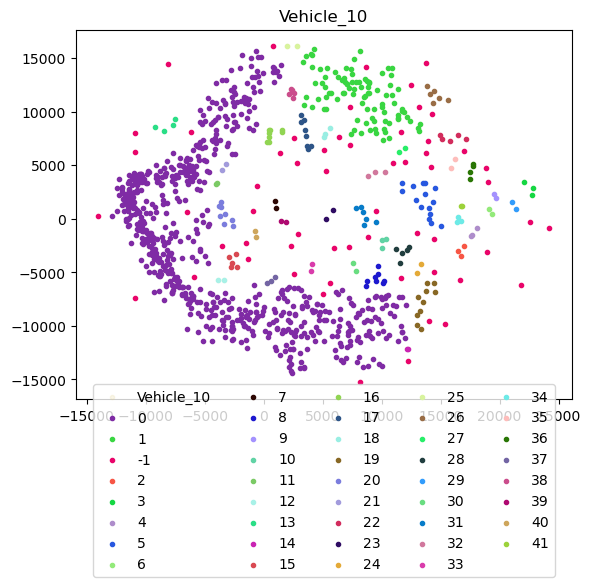 Vehicle_10
15000
10000
5000
0
−5000
−10000
−15000
−15000 −10000 −5000 0 5000 10000 15000 20000 25000
Vehicle_10 7 16 25 34
0 8 17 26 35
1 9 18 27 36
-1 10 19 28 37
2 11 20 29 38
3 12 21 30 39
4 13 22 31 40
5 14 23 32 41
6 15 24 33